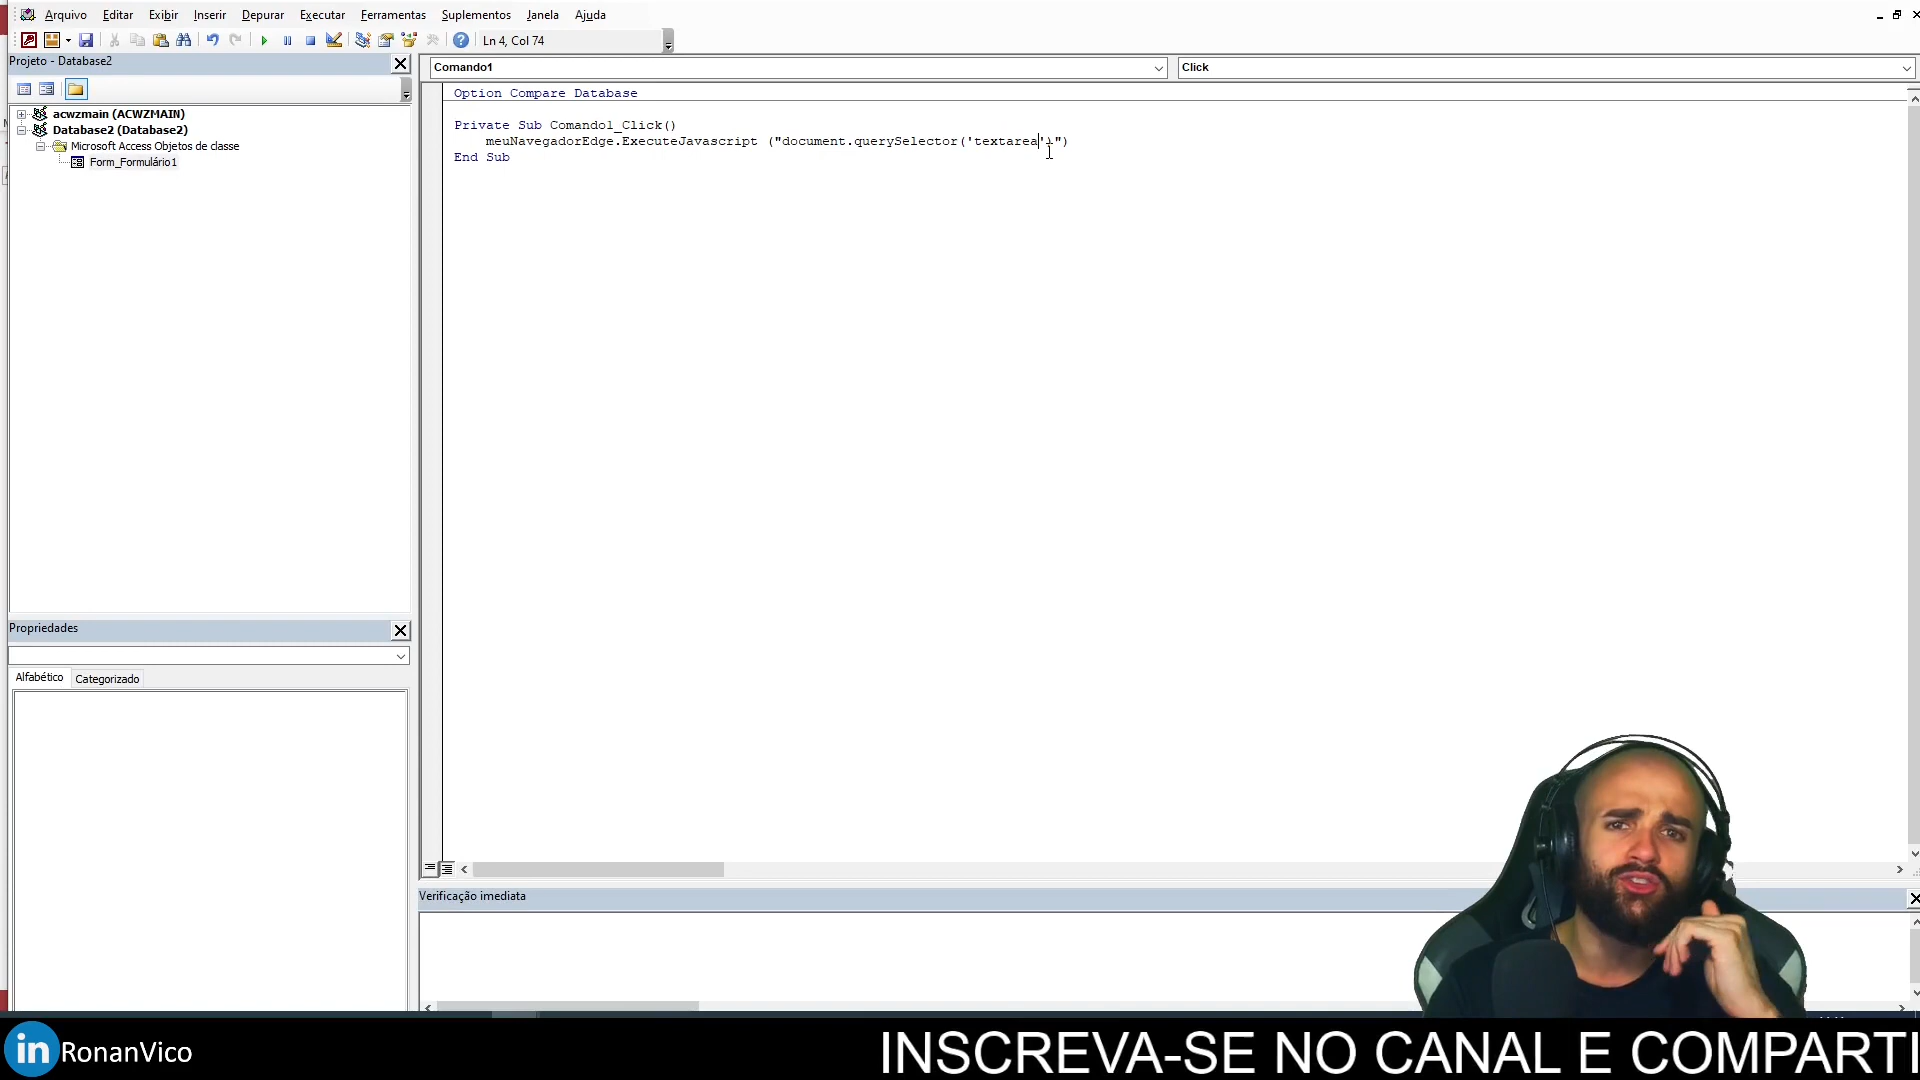 Arquivo Editar Exibir Inserir Depurar Executar Ferramentas Suplementos Janela Ajuda
Ln 4, Col 74
Projeto - Database2
acwzmain (ACWZMAIN)
Database2 (Database2)
Microsoft Access Objetos de classe
Form_Formulário1
Propriedades
Alfabético Categorizado
Comando1 Click
Option Compare Database
Private Sub Comando1_Click()
meuNavegadorEdge.ExecuteJavascript ("document.querySelector('textarea')")
End Sub
Verificação imediata
in RonanVico
INSCREVA-SE NO CANAL E COMPARTI